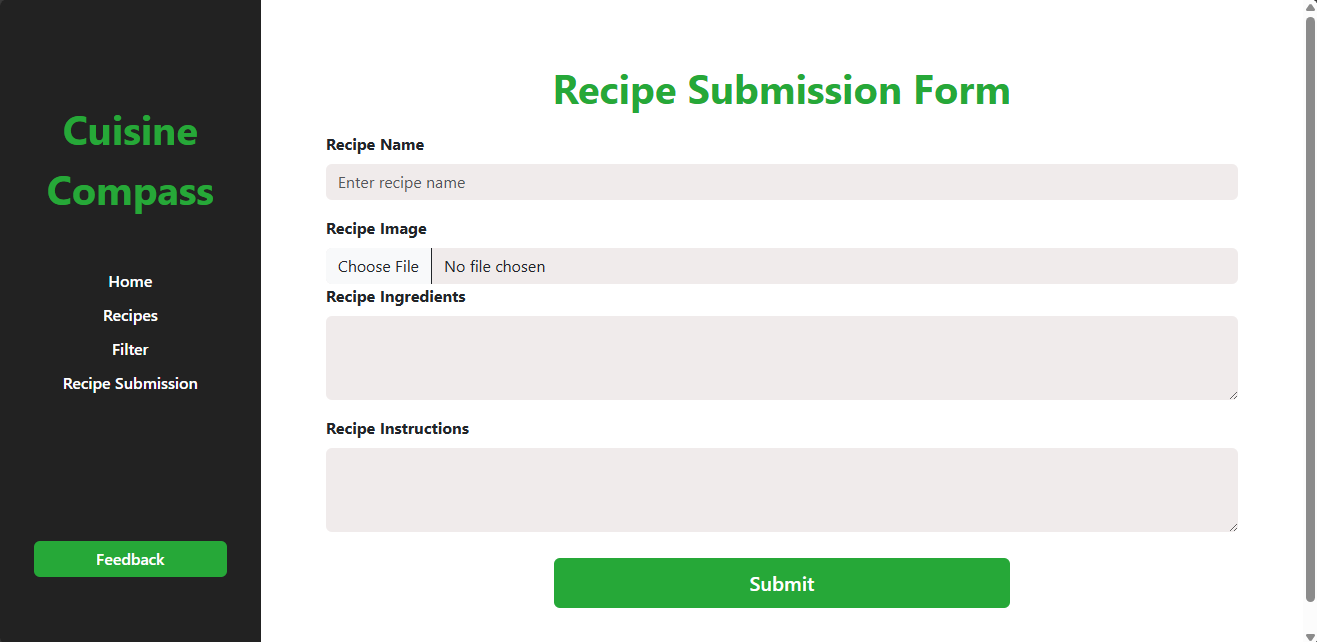 Cuisine
Compass
Home
Recipes
Filter
Recipe Submission
Feedback
Recipe Submission Form
Recipe Name
Enter recipe name
Recipe Image
Choose File No file chosen
Recipe Ingredients
Recipe Instructions
Submit